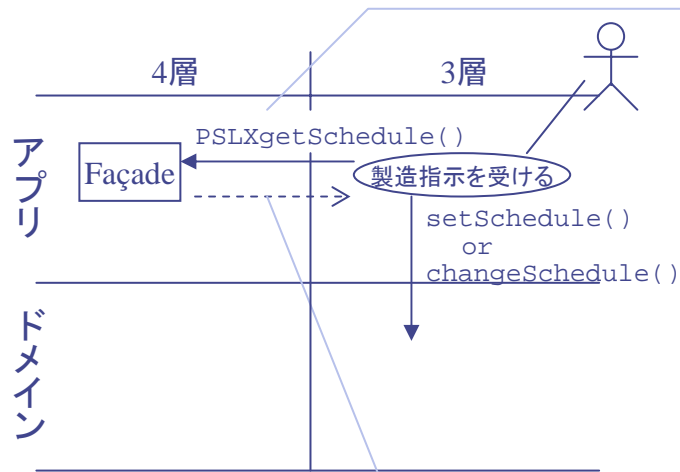 4層
3層
アプリ
PSLXgetSchedule()
Façade
製造指示を受ける
setSchedule()
or
changeSchedule()
ドメイン